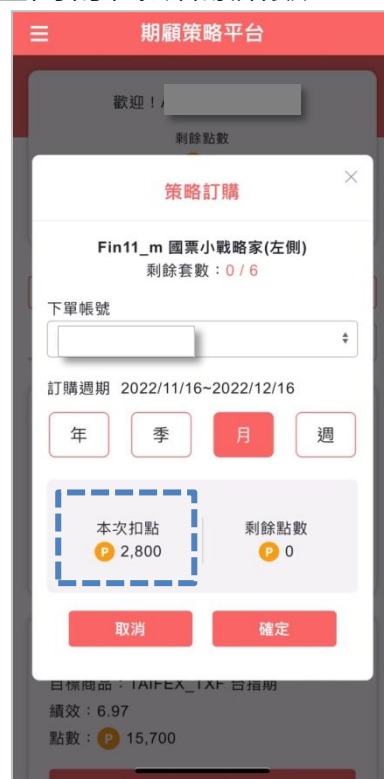 期顧策略平台
歡迎！
剩餘點數
策略訂購
Fin11_m 國票小戰略家(左側)
剩餘套數：0 / 6
下單帳號
訂購週期 2022/11/16~2022/12/16
年 季 月 週
本次扣點 剩餘點數
P 2,800 P 0
取消 確定
目標商品：TAIFEX_TXF 台指期
績效：6.97
點數：P 15,700